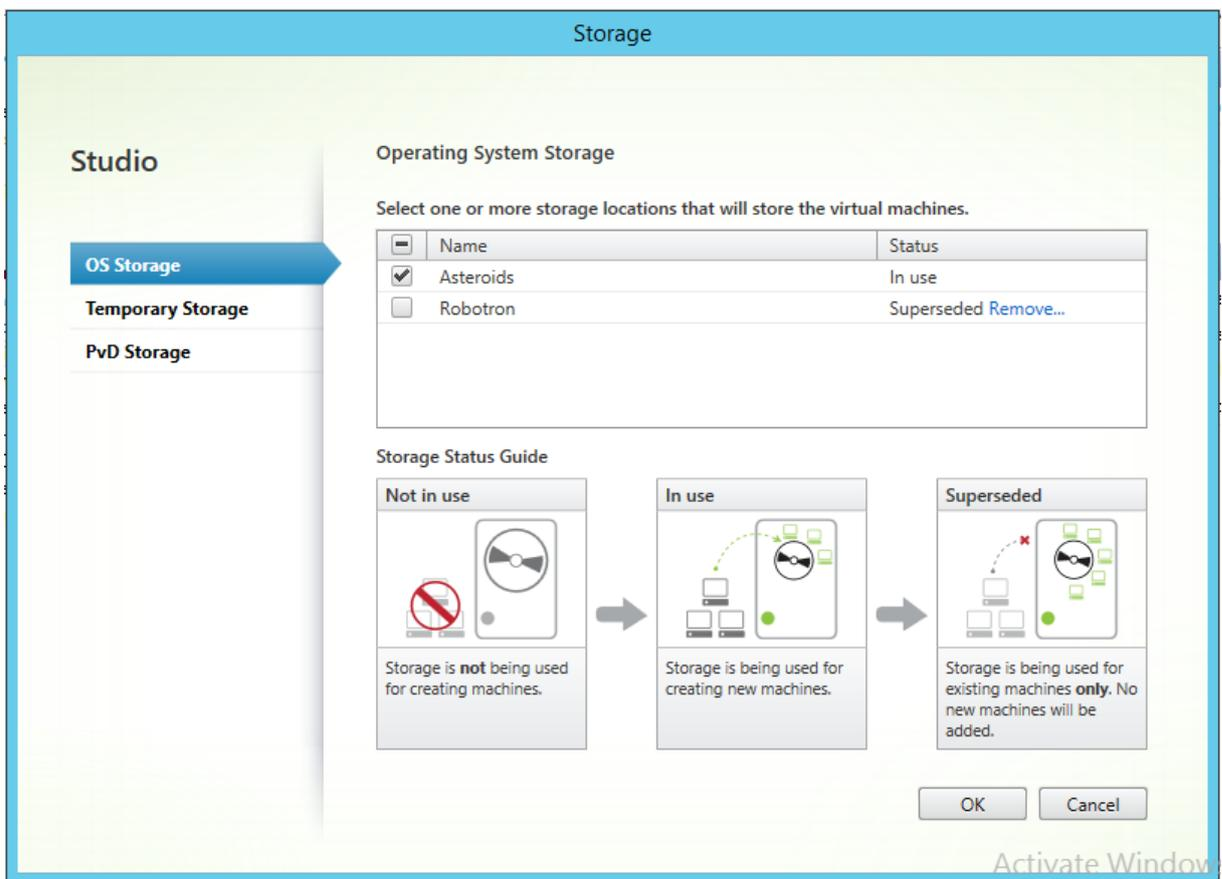 Storage
Studio
OS Storage
Temporary Storage
PvD Storage
Operating System Storage
Select one or more storage locations that will store the virtual machines.
Name Status
Asteroids In use
Robotron Superseded Remove...
Storage Status Guide
Not in use
Storage is not being used
for creating machines.
In use
Storage is being used for
creating new machines.
Superseded
Storage is being used for
existing machines only. No
new machines will be
added.
OK Cancel
Activate Window